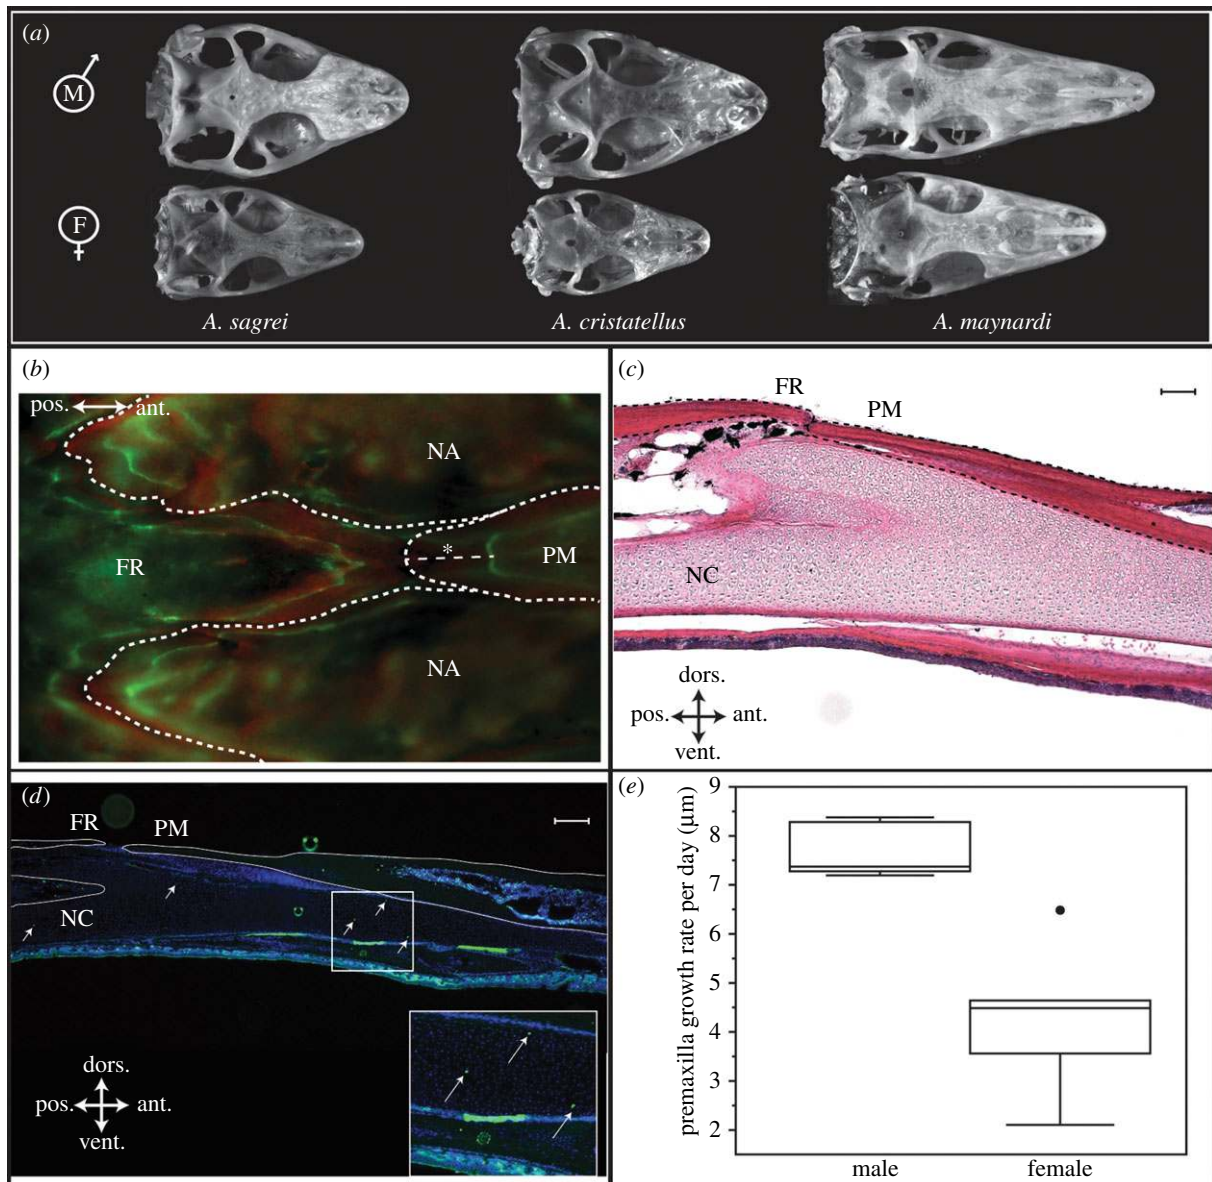 (a)
M
F
A. sagrei A. cristatellus A. maynardi
(b)
pos. ant.
NA
FR
*
PM
NA
(c)
FR
PM
NC
dors.
pos. ant.
vent.
(d)
FR PM
NC
dors.
pos. ant.
vent.
(e)
premaxilla growth rate per day (µm)
9
8
7
6
5
4
3
2
male female